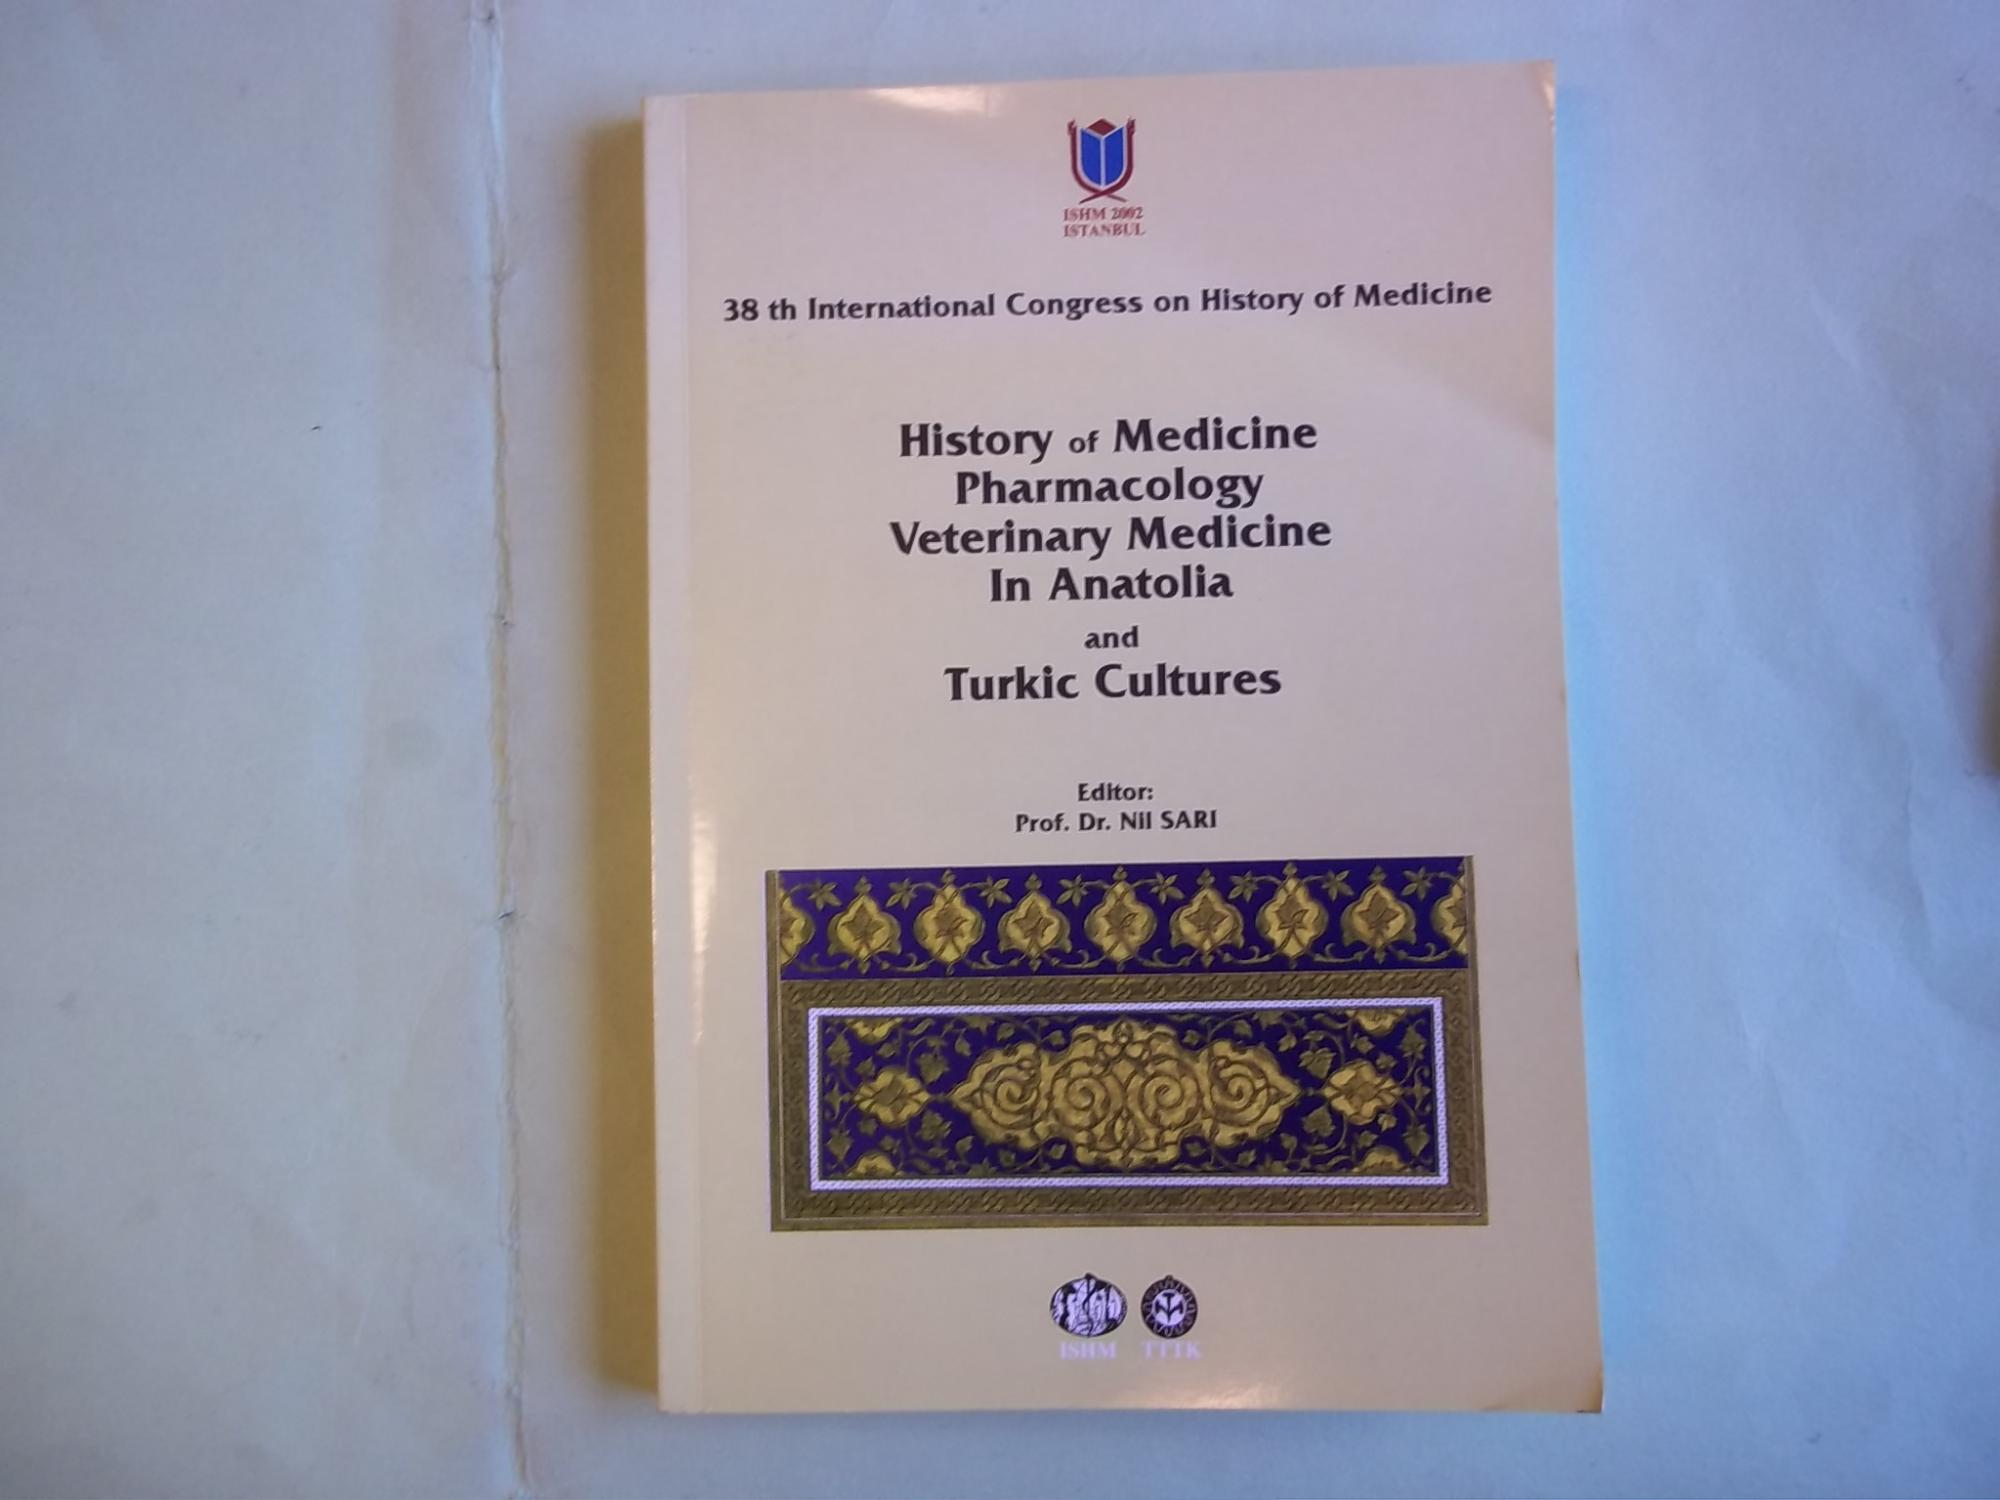 ISHM 2002
ISTANBUL
38 th International Congress on History of Medicine
History of Medicine
Pharmacology
Veterinary Medicine
In Anatolia
and
Turkic Cultures
Editor:
Prof. Dr. Nil SARI
ISHM TTTK